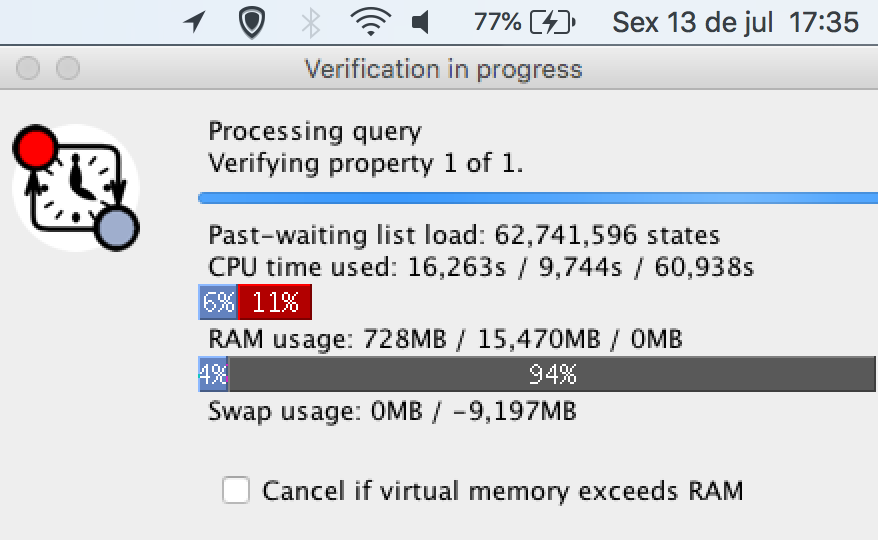 77% Sex 13 de jul 17:35
Verification in progress
Processing query
Verifying property 1 of 1.
Past-waiting list load: 62,741,596 states
CPU time used: 16,263s / 9,744s / 60,938s
6% 11%
RAM usage: 728MB / 15,470MB / 0MB
4% 94%
Swap usage: 0MB / -9,197MB
Cancel if virtual memory exceeds RAM